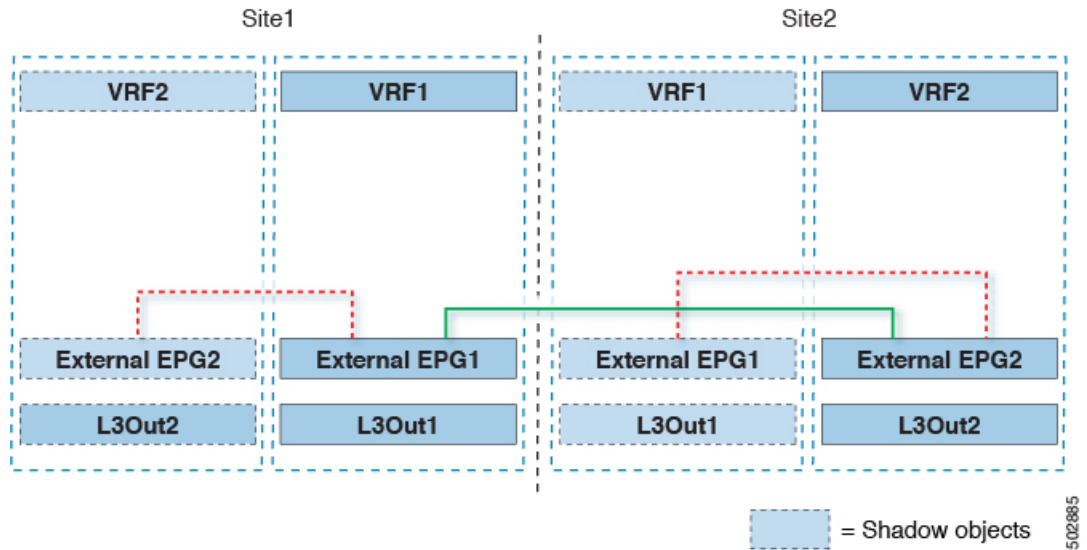 Site1 Site2
VRF2 VRF1 VRF1 VRF2
External EPG2 External EPG1 External EPG1 External EPG2
L3Out2 L3Out1 L3Out1 L3Out2
= Shadow objects
502885